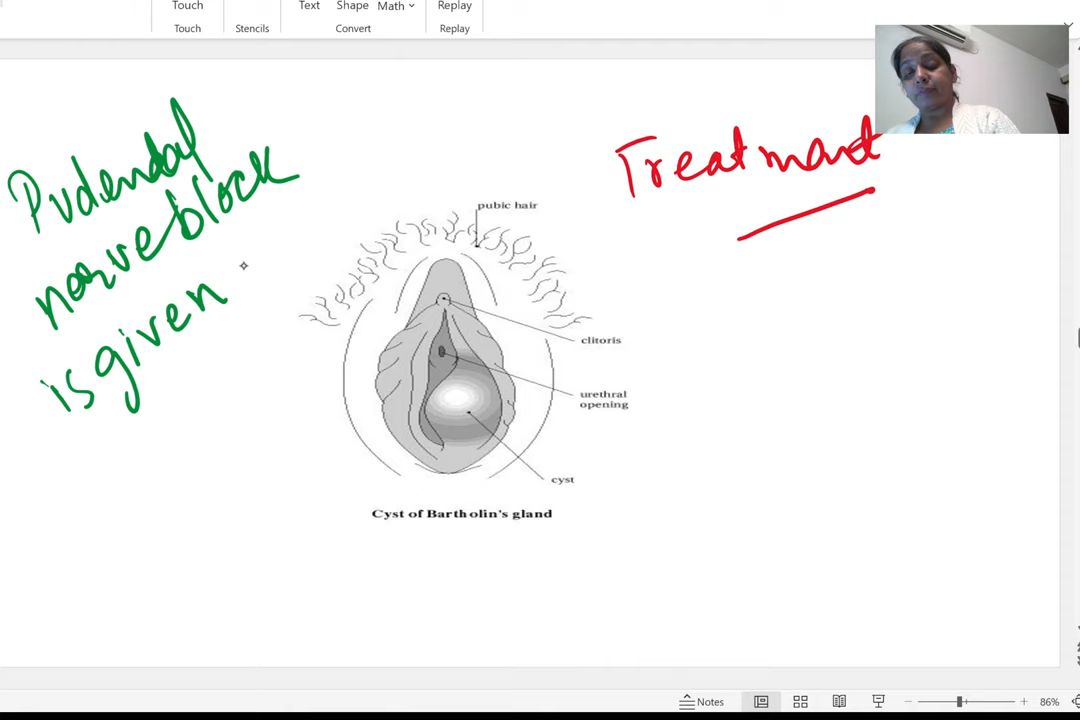 Touch
Text Shape Math
Replay
Touch
Stencils
Convert
Replay
Pudendal
nerve block
is given
Treatment
pubic hair
clitoris
urethral
opening
cyst
Cyst of Bartholin's gland
Notes
86%